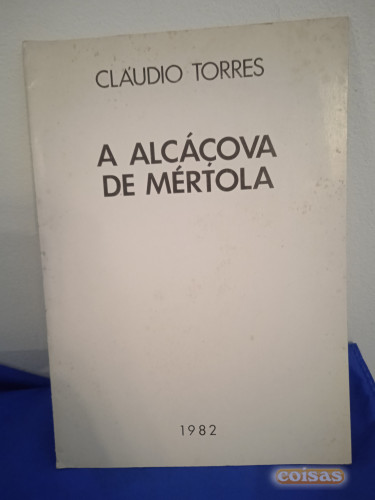 CLÁUDIO TORRES
A ALCÁÇOVA
DE MÉRTOLA
1982
coisas